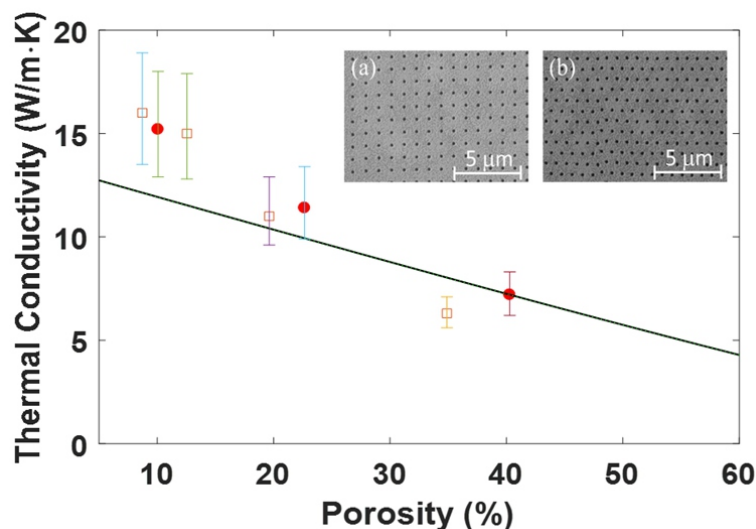 Thermal Conductivity (W/m·K)
20
15
10
5
0
(a)
5 μm
(b)
5 μm
10
20
30
40
50
60
Porosity (%)